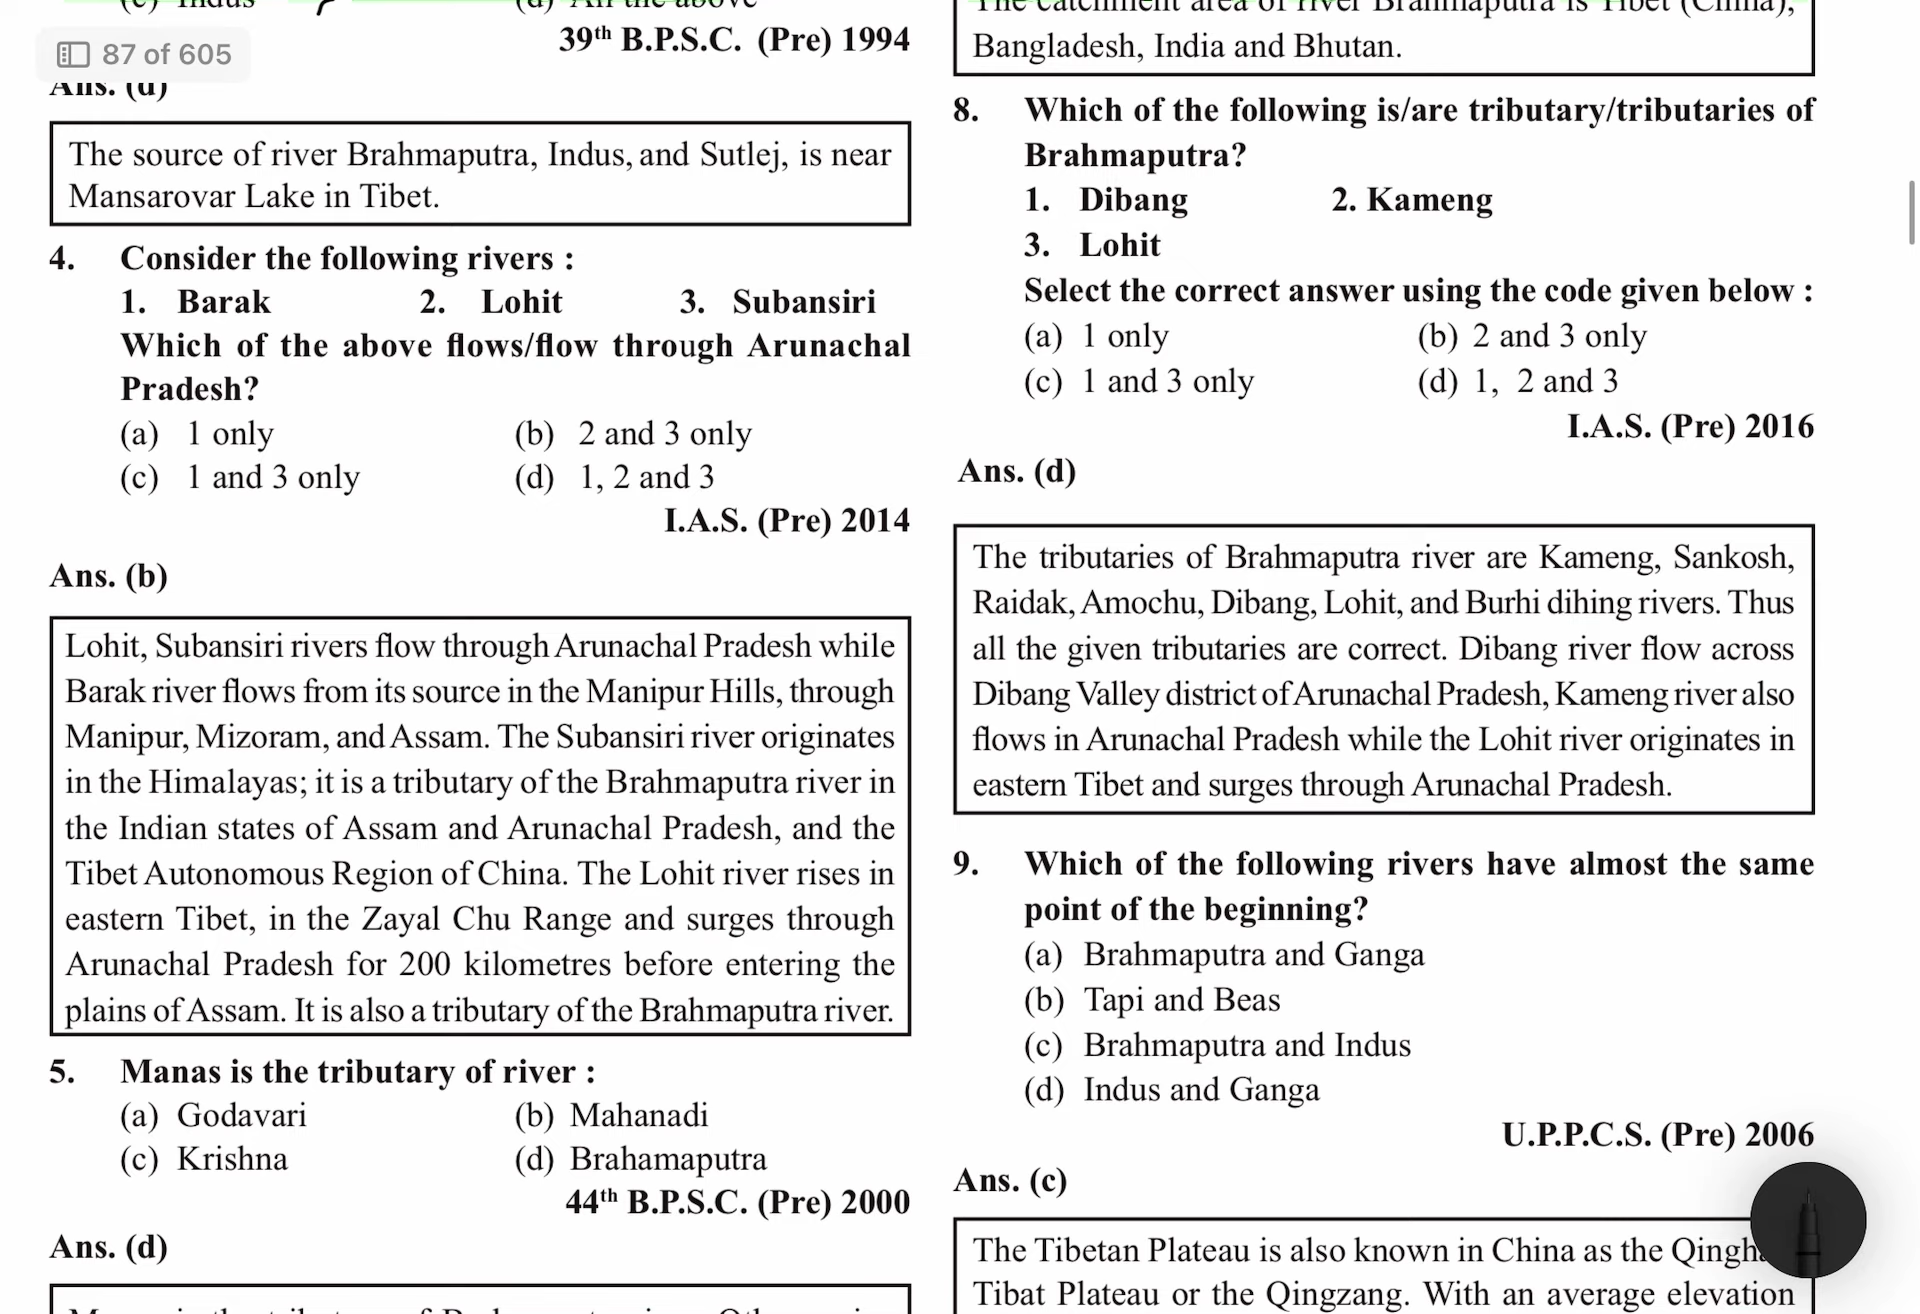 87 of 605
(c) Indus (d) All the above
39th B.P.S.C. (Pre) 1994
Ans. (d)
The source of river Brahmaputra, Indus, and Sutlej, is near
Mansarovar Lake in Tibet.
4. Consider the following rivers :
1. Barak 2. Lohit 3. Subansiri
Which of the above flows/flow through Arunachal
Pradesh?
(a) 1 only (b) 2 and 3 only
(c) 1 and 3 only (d) 1, 2 and 3
I.A.S. (Pre) 2014
Ans. (b)
Lohit, Subansiri rivers flow through Arunachal Pradesh while
Barak river flows from its source in the Manipur Hills, through
Manipur, Mizoram, and Assam. The Subansiri river originates
in the Himalayas; it is a tributary of the Brahmaputra river in
the Indian states of Assam and Arunachal Pradesh, and the
Tibet Autonomous Region of China. The Lohit river rises in
eastern Tibet, in the Zayal Chu Range and surges through
Arunachal Pradesh for 200 kilometres before entering the
plains of Assam. It is also a tributary of the Brahmaputra river.
5. Manas is the tributary of river :
(a) Godavari (b) Mahanadi
(c) Krishna (d) Brahamaputra
44th B.P.S.C. (Pre) 2000
Ans. (d)
The catchment area of river Brahmaputra is Tibet (China),
Bangladesh, India and Bhutan.
8. Which of the following is/are tributary/tributaries of
Brahmaputra?
1. Dibang 2. Kameng
3. Lohit
Select the correct answer using the code given below :
(a) 1 only (b) 2 and 3 only
(c) 1 and 3 only (d) 1, 2 and 3
I.A.S. (Pre) 2016
Ans. (d)
The tributaries of Brahmaputra river are Kameng, Sankosh,
Raidak, Amochu, Dibang, Lohit, and Burhi dihing rivers. Thus
all the given tributaries are correct. Dibang river flow across
Dibang Valley district of Arunachal Pradesh, Kameng river also
flows in Arunachal Pradesh while the Lohit river originates in
eastern Tibet and surges through Arunachal Pradesh.
9. Which of the following rivers have almost the same
point of the beginning?
(a) Brahmaputra and Ganga
(b) Tapi and Beas
(c) Brahmaputra and Indus
(d) Indus and Ganga
U.P.P.C.S. (Pre) 2006
Ans. (c)
The Tibetan Plateau is also known in China as the
Tibat Plateau or the Qingzang. With an average elevation